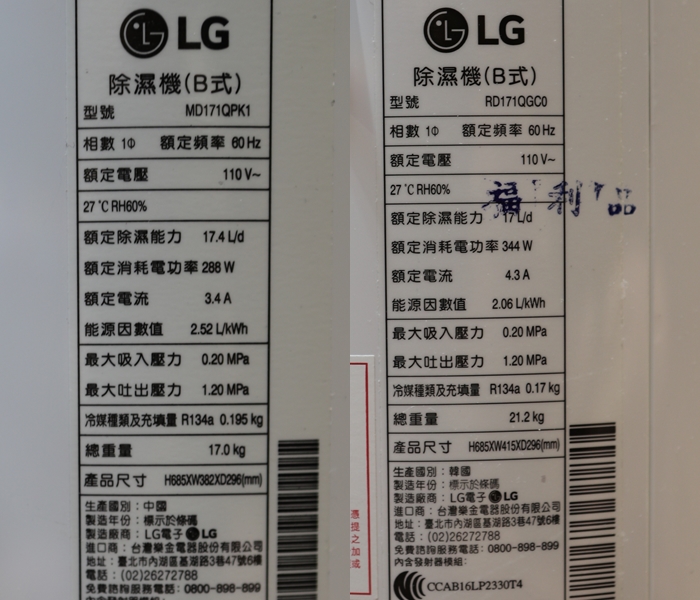 LG
除濕機(B式)
型號 MD171QPK1
相數 1Φ 額定頻率 60 Hz
額定電壓 110 V~
27 ℃ RH60%
額定除濕能力 17.4 L/d
額定消耗電功率 288 W
額定電流 3.4 A
能源因數值 2.52 L/kWh
最大吸入壓力 0.20 MPa
最大吐出壓力 1.20 MPa
冷媒種類及充填量 R134a 0.195 kg
總重量 17.0 kg
產品尺寸 H685XW382XD296(mm)
生產國別：中國
製造年份：標示於條碼
製造廠商：LG電子 LG
進口商：台灣樂金電器股份有限公司
地址：臺北市內湖區基湖路3巷47號6樓
電話：(02)26272788
免費諮詢服務電話：0800-898-899
內含發射器模組:
LG
除濕機(B式)
型號 RD171QGC0
相數 1Φ 額定頻率 60 Hz
額定電壓 110 V~
27 ℃ RH60%
福利品
額定除濕能力 17 L/d
額定消耗電功率 344 W
額定電流 4.3 A
能源因數值 2.06 L/kWh
最大吸入壓力 0.20 MPa
最大吐出壓力 1.20 MPa
冷媒種類及充填量 R134a 0.17 kg
總重量 21.2 kg
產品尺寸 H685XW415XD296(mm)
生產國別：韓國
製造年份：標示於條碼
製造廠商：LG電子 LG
進口商：台灣樂金電器股份有限公司
地址：臺北市內湖區基湖路3巷47號6樓
電話：(02)26272788
免費諮詢服務電話：0800-898-899
內含發射器模組:
CCAB16LP2330T4